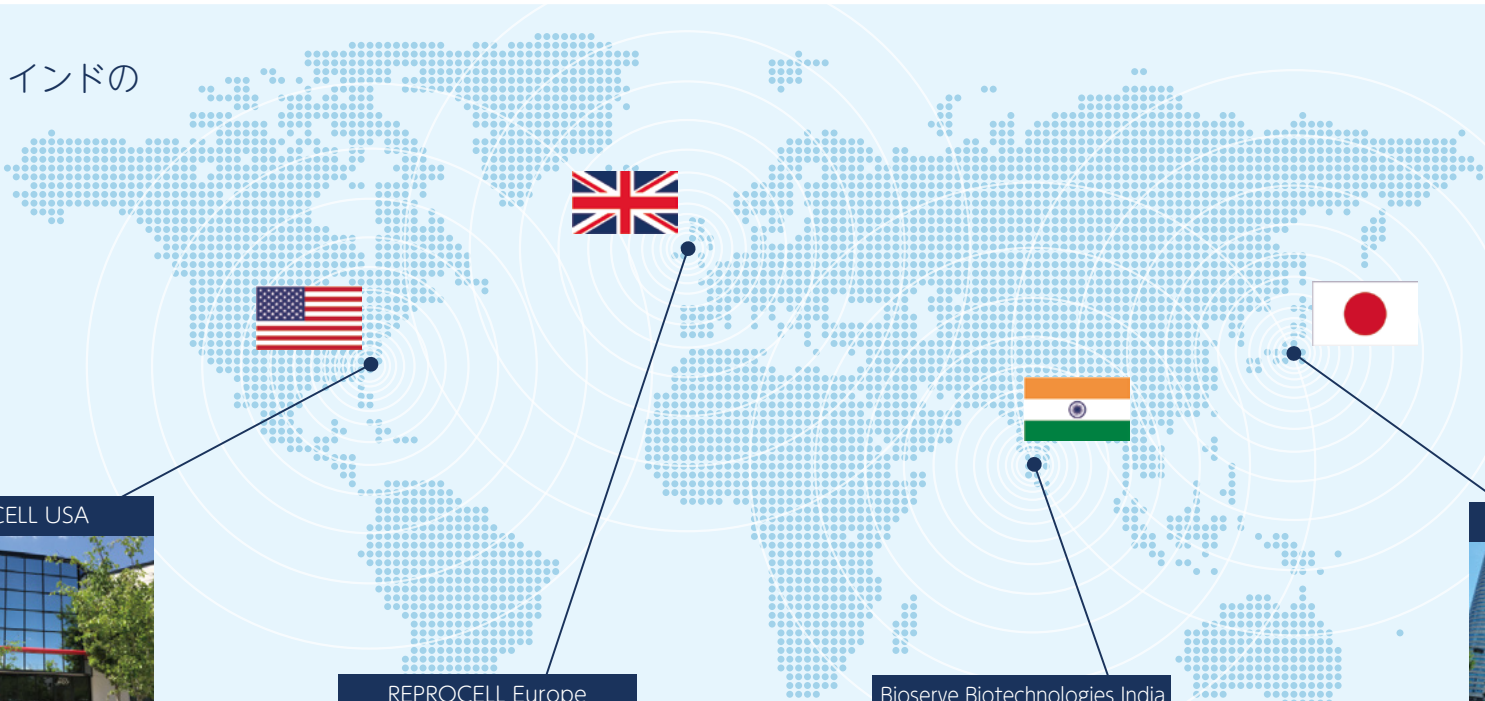 インドの
CELL USA
REPROCELL Europe
Bioserve Biotechnologies India